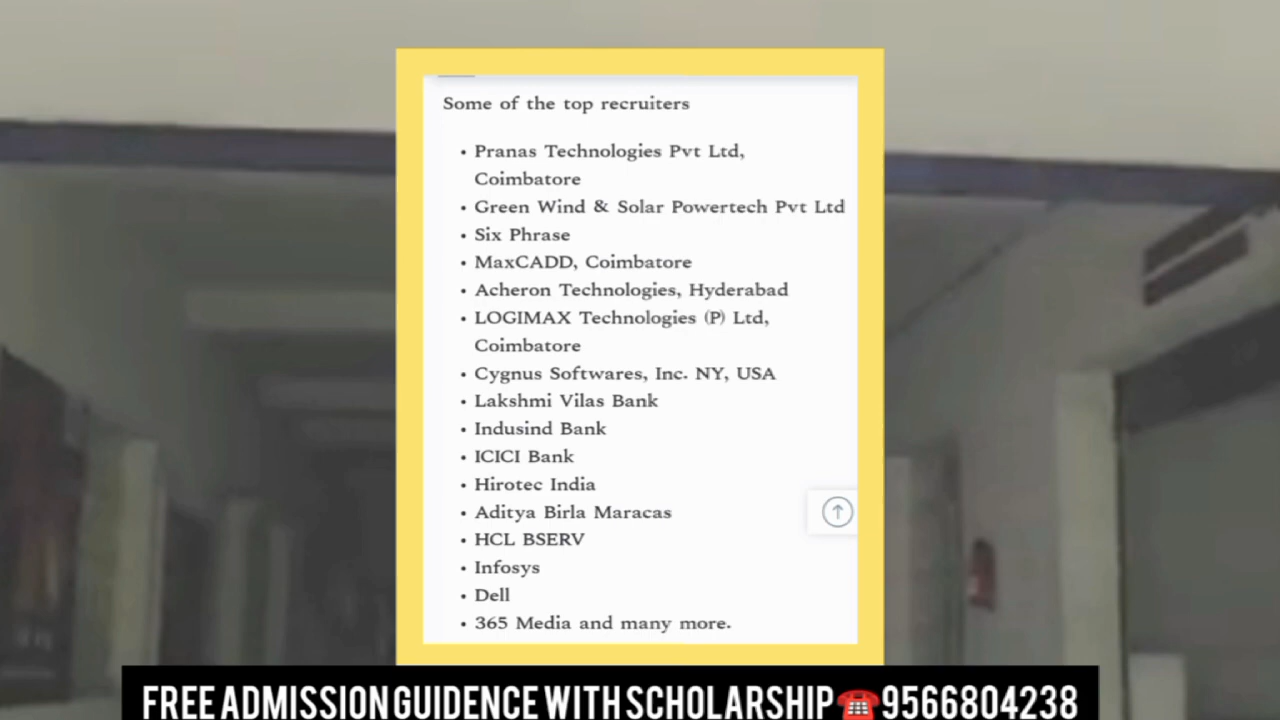 Some of the top recruiters
• Pranas Technologies Pvt Ltd,
Coimbatore
• Green Wind & Solar Powertech Pvt Ltd
• Six Phrase
• MaxCADD, Coimbatore
• Acheron Technologies, Hyderabad
• LOGIMAX Technologies (P) Ltd,
Coimbatore
• Cygnus Softwares, Inc. NY, USA
• Lakshmi Vilas Bank
• Indusind Bank
• ICICI Bank
• Hirotec India
• Aditya Birla Maracas
• HCL BSERV
• Infosys
• Dell
• 365 Media and many more.
FREE ADMISSION GUIDENCE WITH SCHOLARSHIP ☎️9566804238